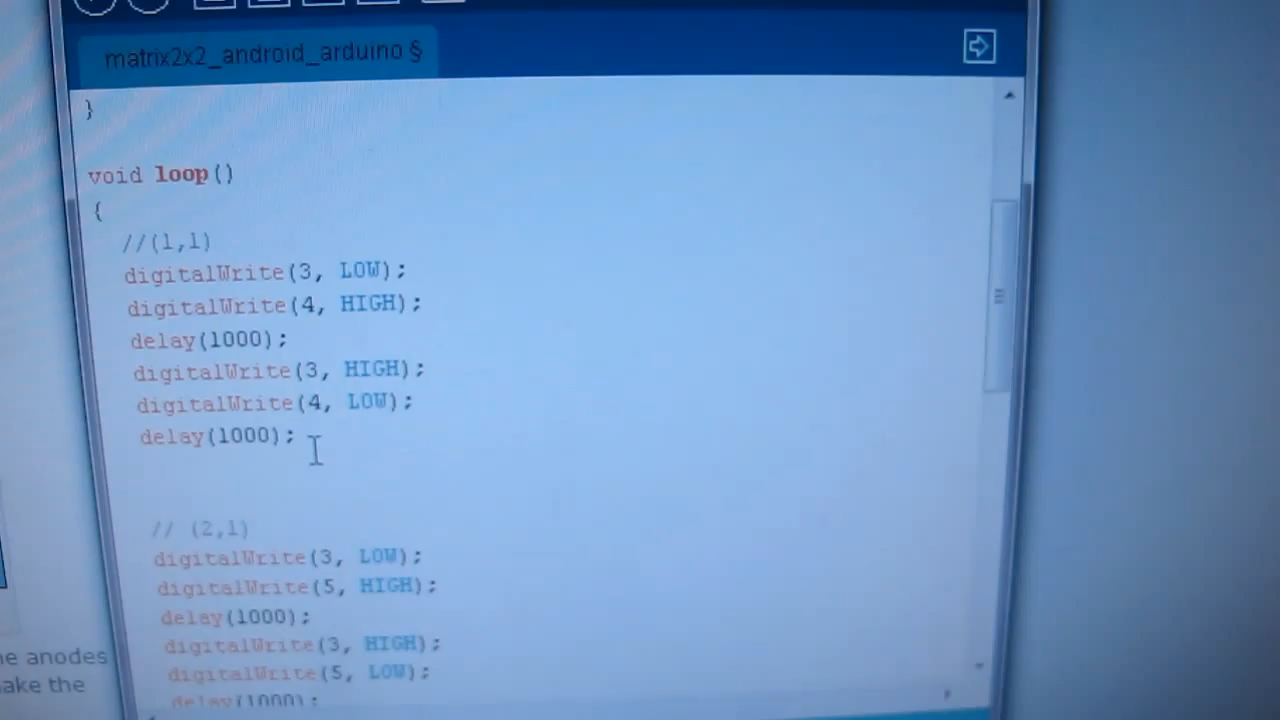 matrix2x2_android_arduino §
}
void loop()
{
//(1,1)
digitalWrite(3, LOW);
digitalWrite(4, HIGH);
delay(1000);
digitalWrite(3, HIGH);
digitalWrite(4, LOW);
delay(1000);
// (2,1)
digitalWrite(3, LOW);
digitalWrite(5, HIGH);
delay(1000);
digitalWrite(3, HIGH);
digitalWrite(5, LOW);
delay(1000);
anodes
the